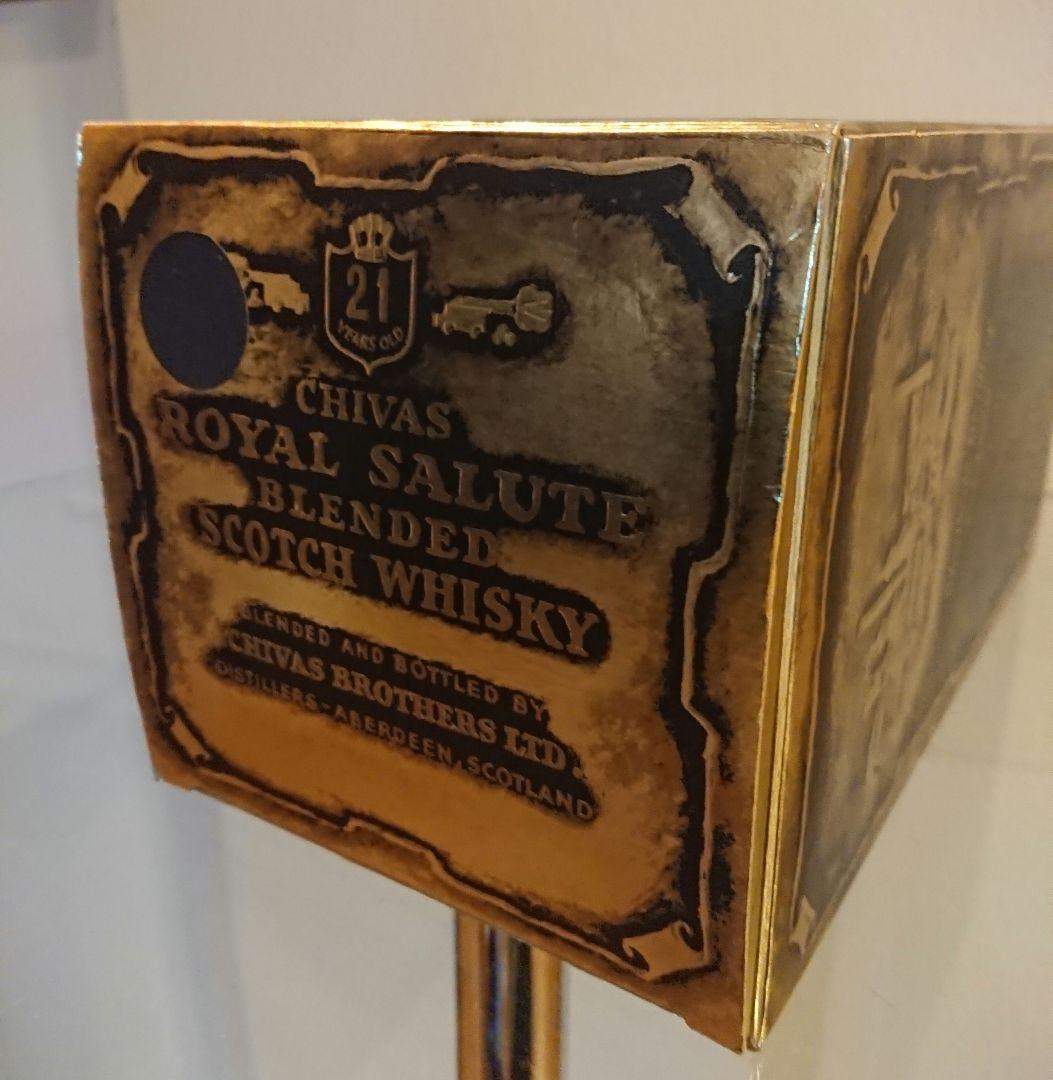 21
YEARS OLD
CHIVAS
ROYAL SALUTE
BLENDED
SCOTCH WHISKY
BLENDED AND BOTTLED BY
CHIVAS BROTHERS LTD.
DISTILLERS-ABERDEEN, SCOTLAND